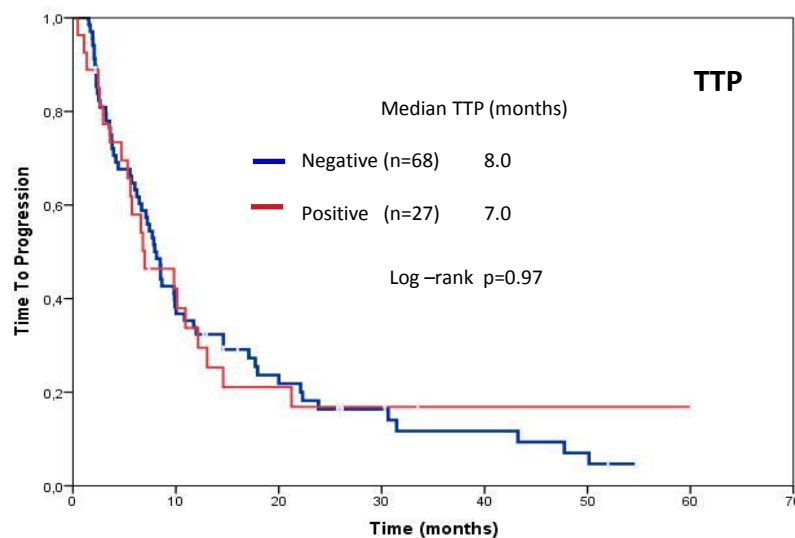 TTP
Median TTP (months)
Negative (n=68) 8.0
Positive (n=27) 7.0
Log –rank p=0.97
Time To Progression
1,0
0,8
0,6
0,4
0,2
0,0
0 10 20 30 40 50 60 70
Time (months)